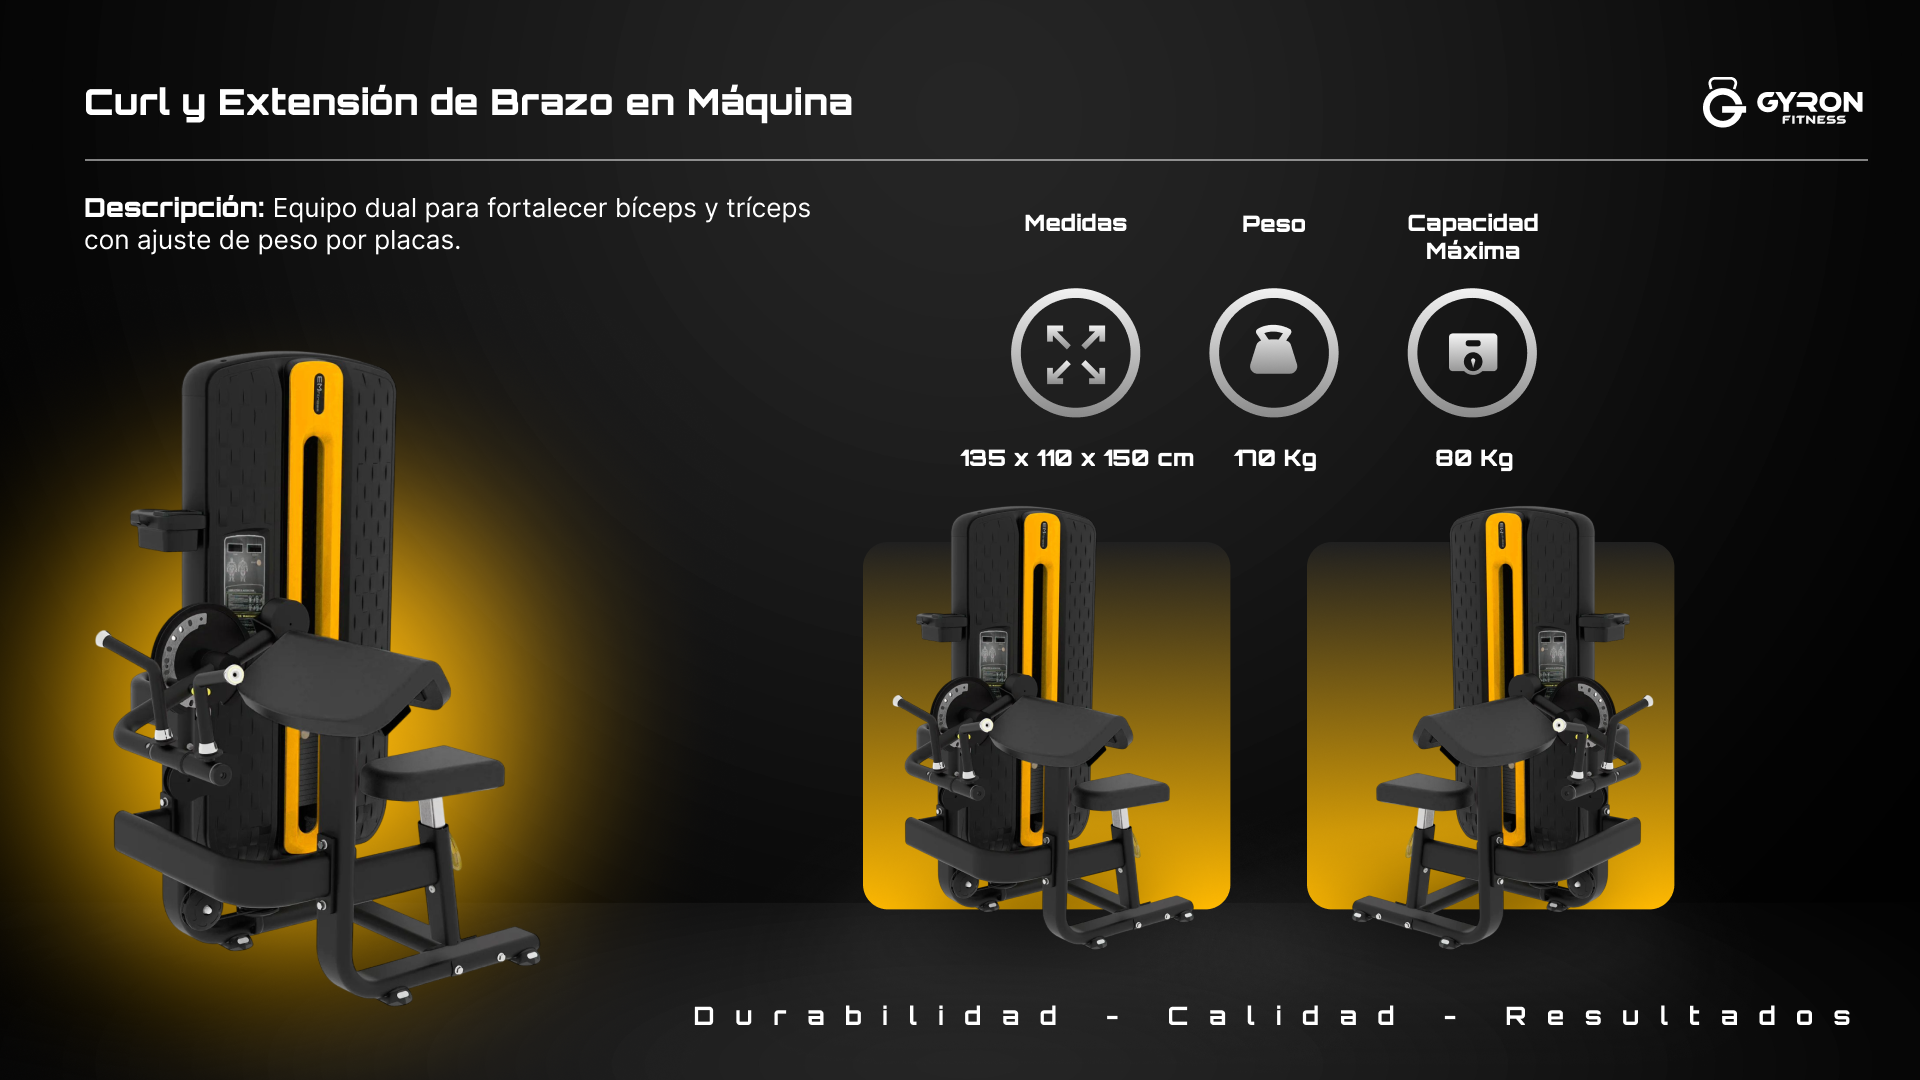 Curl y Extensión de Brazo en Máquina
GYRON
FITNESS
Descripción: Equipo dual para fortalecer bíceps y tríceps
con ajuste de peso por placas.
Medidas
Peso
Capacidad
Máxima
135 x 110 x 150 cm
170 Kg
80 Kg
Durabilidad - Calidad - Resultados